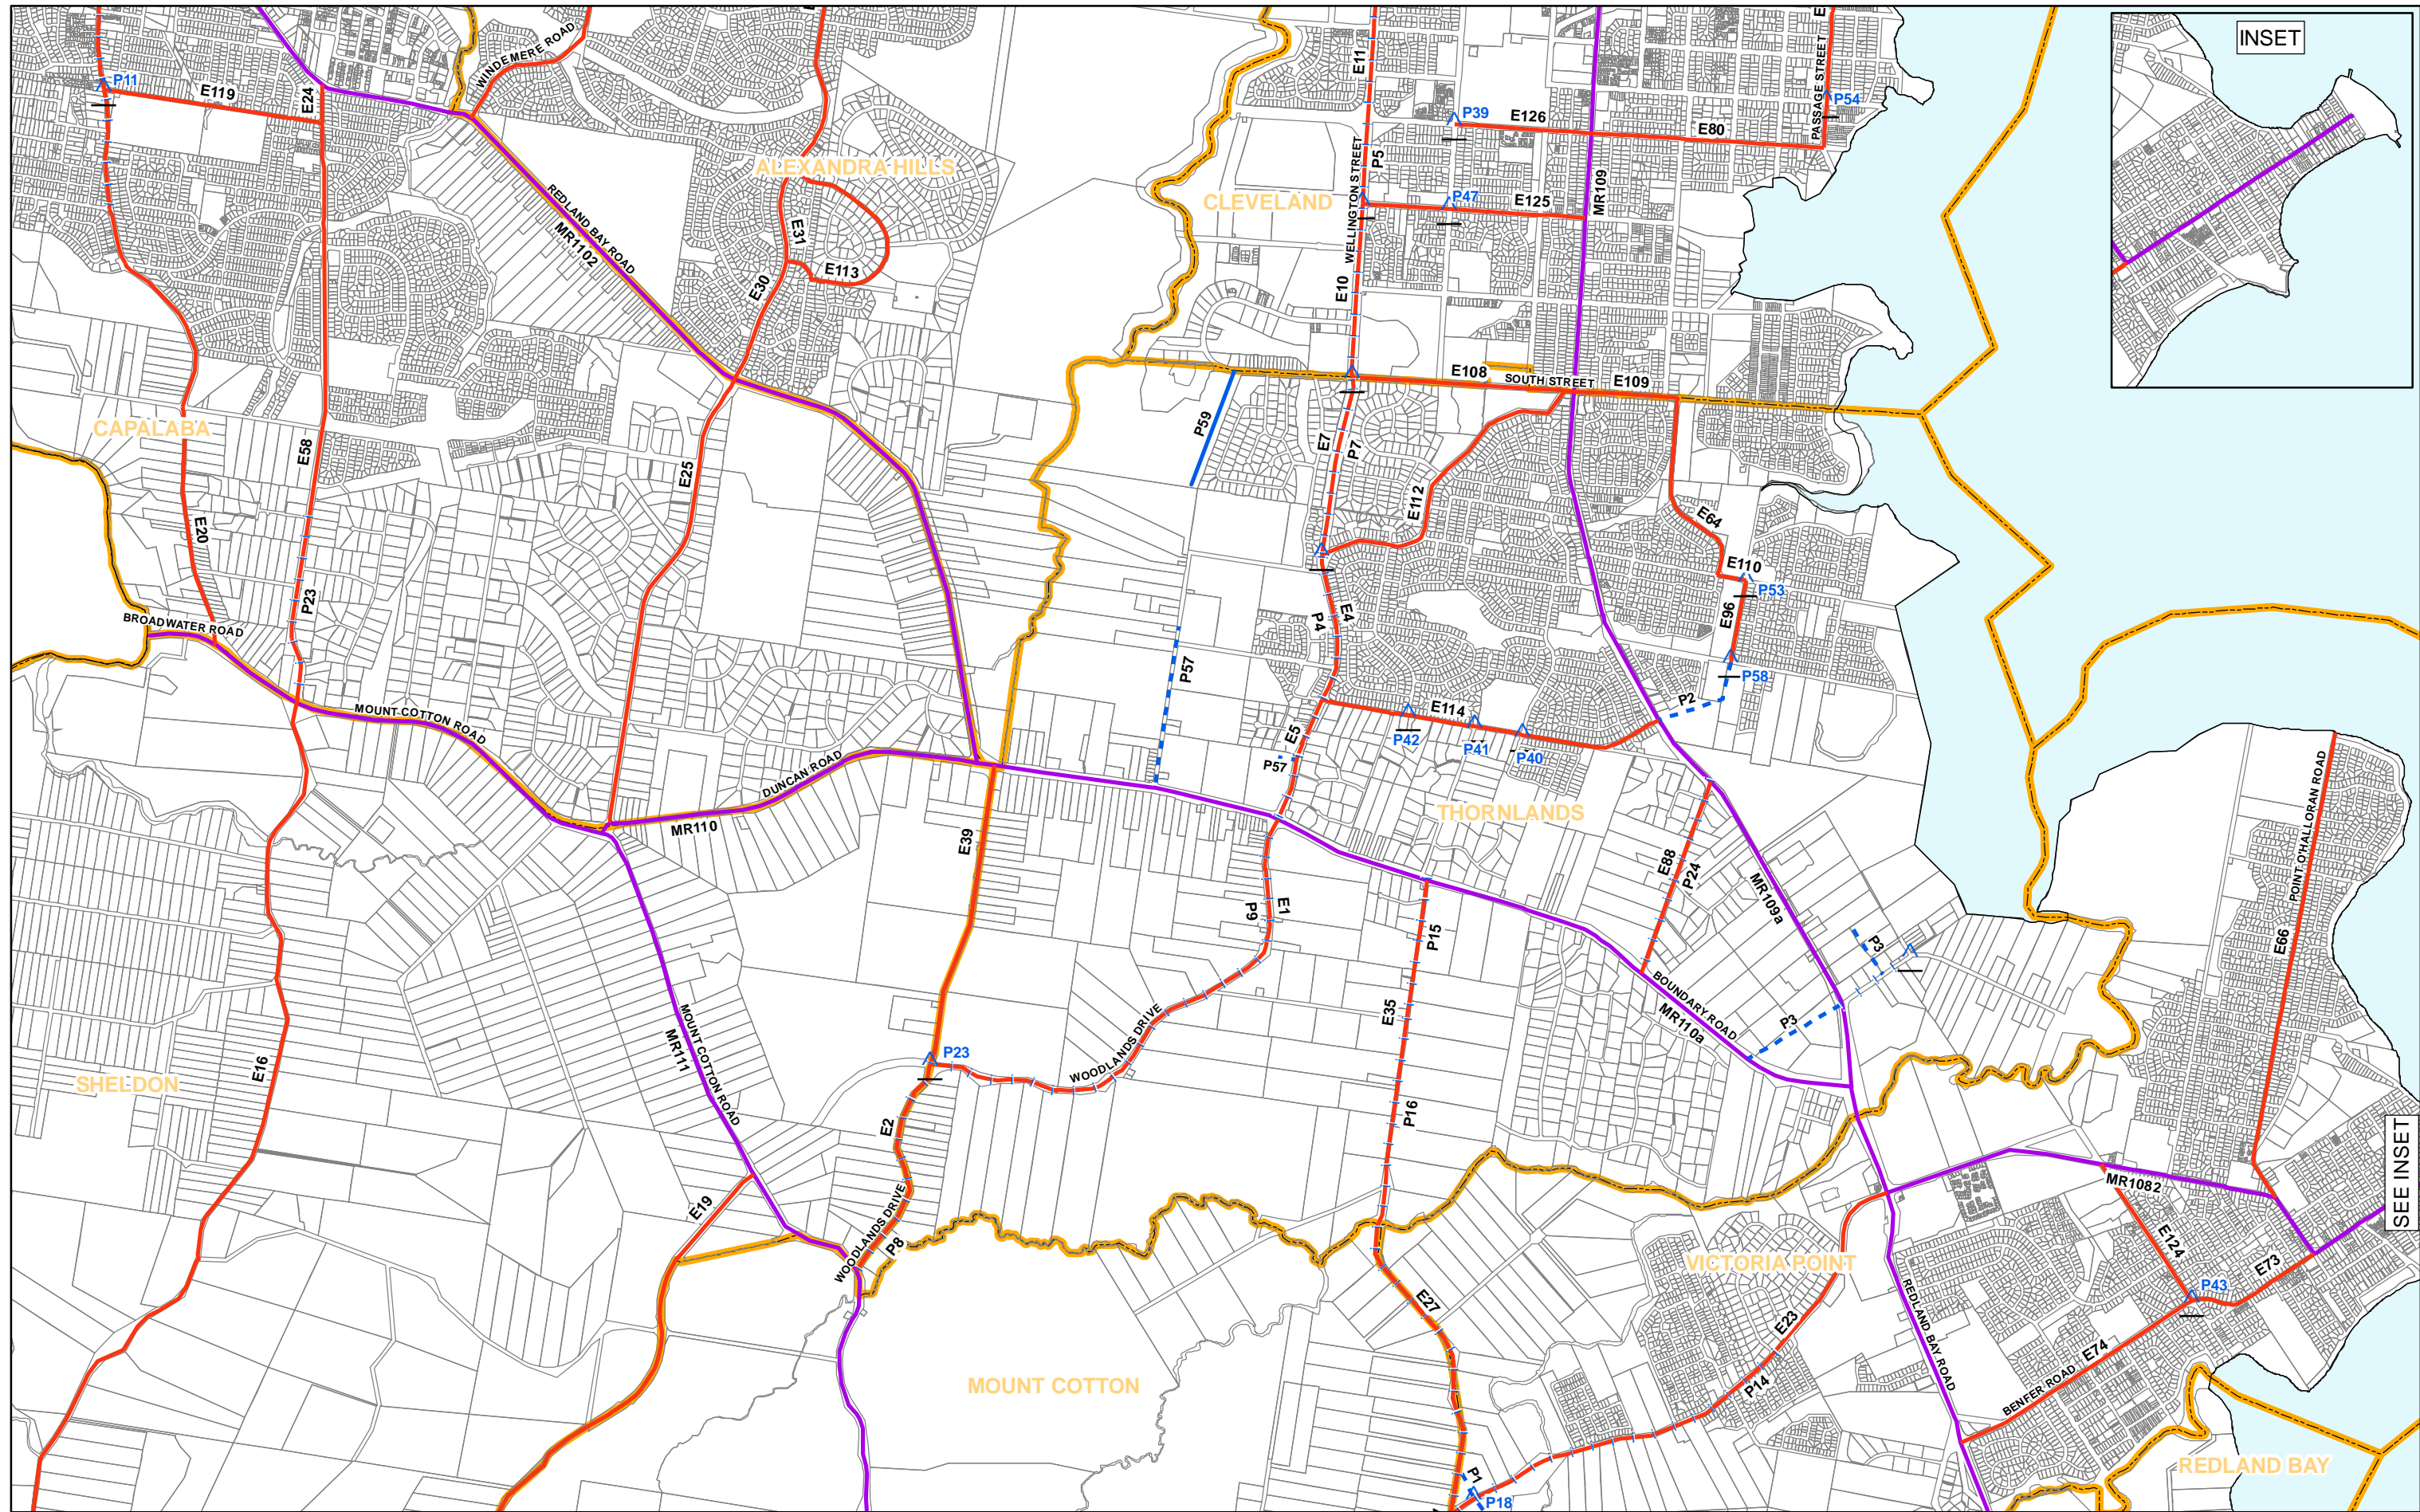 INSET
P11
E119
E24
WINDEMERE ROAD
E11
P39
E126
E80
PASSAGE STREET
P54
ALEXANDRA HILLS
CLEVELAND
WELLINGTON STREET
P5
P47
E125
MR109
REDLAND BAY ROAD
MR1102
E31
E113
E30
E10
E108
SOUTH STREET
E109
P59
CAPALABA
E58
E25
E7
P7
E112
E64
E20
E110
P53
P23
E4
P4
E96
BROADWATER ROAD
P57
P58
P2
MOUNT COTTON ROAD
E114
P42
P41
P40
E5
P57
DUNCAN ROAD
MR110
THORNLANDS
POINT O'HALLORAN ROAD
E39
E88
P24
MR109a
P9
E1
P15
P3
E66
E35
BOUNDARY ROAD
MR110a
P3
MOUNT COTTON ROAD
MR111
P23
WOODLANDS DRIVE
E16
SHELDON
E2
P16
SEE INSET
E19
WOODLANDS DRIVE
P8
MR1082
E124
VICTORIA POINT
E73
P43
E27
REDLAND BAY ROAD
E23
P14
BENFER ROAD
E74
MOUNT COTTON
P1
P18
REDLAND BAY